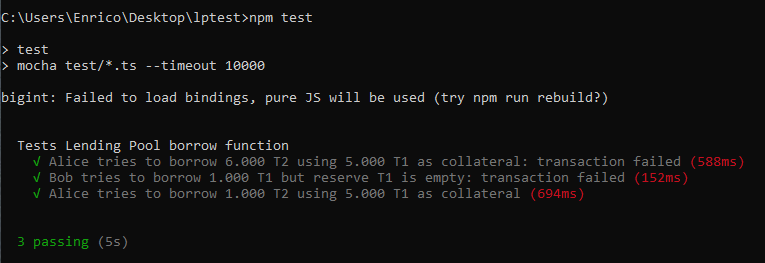 C:\Users\Enrico\Desktop\lptest>npm test
> test
> mocha test/*.ts --timeout 10000
bigint: Failed to load bindings, pure JS will be used (try npm run rebuild?)
Tests Lending Pool borrow function
√ Alice tries to borrow 6.000 T2 using 5.000 T1 as collateral: transaction failed (588ms)
√ Bob tries to borrow 1.000 T1 but reserve T1 is empty: transaction failed (152ms)
√ Alice tries to borrow 1.000 T2 using 5.000 T1 as collateral (694ms)
3 passing (5s)